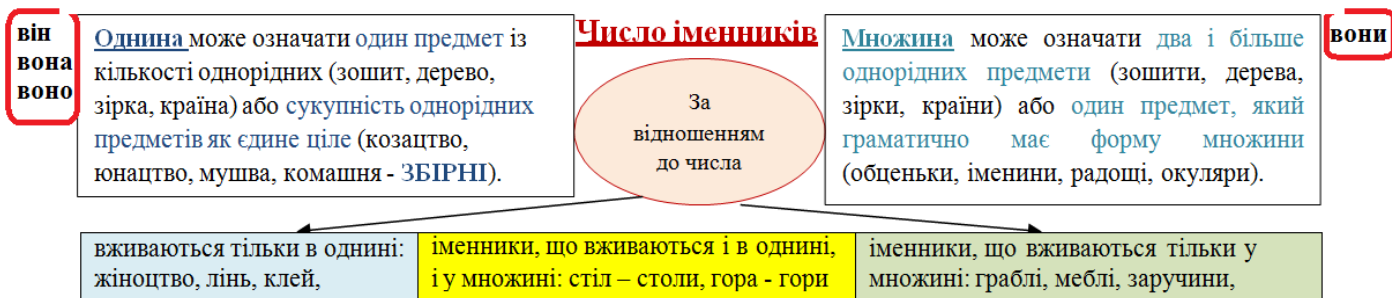 Число іменників
він
вона
воно
Однина може означати один предмет із
кількості однорідних (зошит, дерево,
зірка, країна) або сукупність однорідних
предметів як єдине ціле (козацтво,
юнацтво, мушва, комашня - ЗБІРНІ).
За
відношенням
до числа
Множина може означати два і більше
однорідних предмети (зошити, дерева,
зірки, країни) або один предмет, який
граматично має форму множини
(обценьки, іменини, радощі, окуляри).
вони
вживаються тільки в однині:
жіноцтво, лінь, клей,
іменники, що вживаються і в однині,
і у множині: стіл – столи, гора - гори
іменники, що вживаються тільки у
множині: граблі, меблі, заручини,